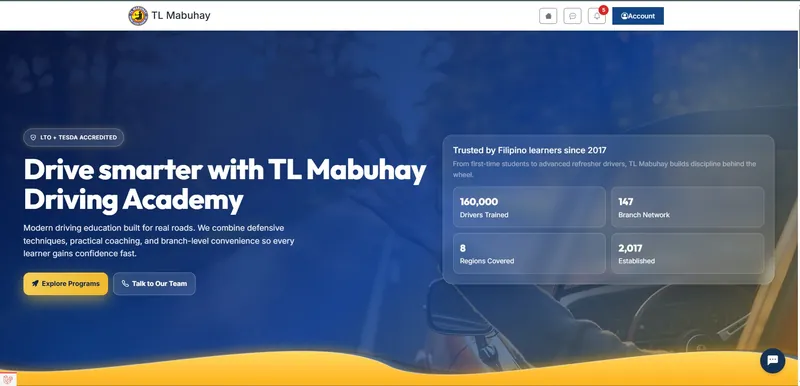 TL Mabuhay
5
Account
LTO + TESDA ACCREDITED
Drive smarter with TL Mabuhay
Driving Academy
Modern driving education built for real roads. We combine defensive
techniques, practical coaching, and branch-level convenience so every
learner gains confidence fast.
Explore Programs
Talk to Our Team
Trusted by Filipino learners since 2017
From first-time students to advanced refresher drivers, TL Mabuhay builds discipline behind the
wheel.
160,000
Drivers Trained
147
Branch Network
8
Regions Covered
2,017
Established